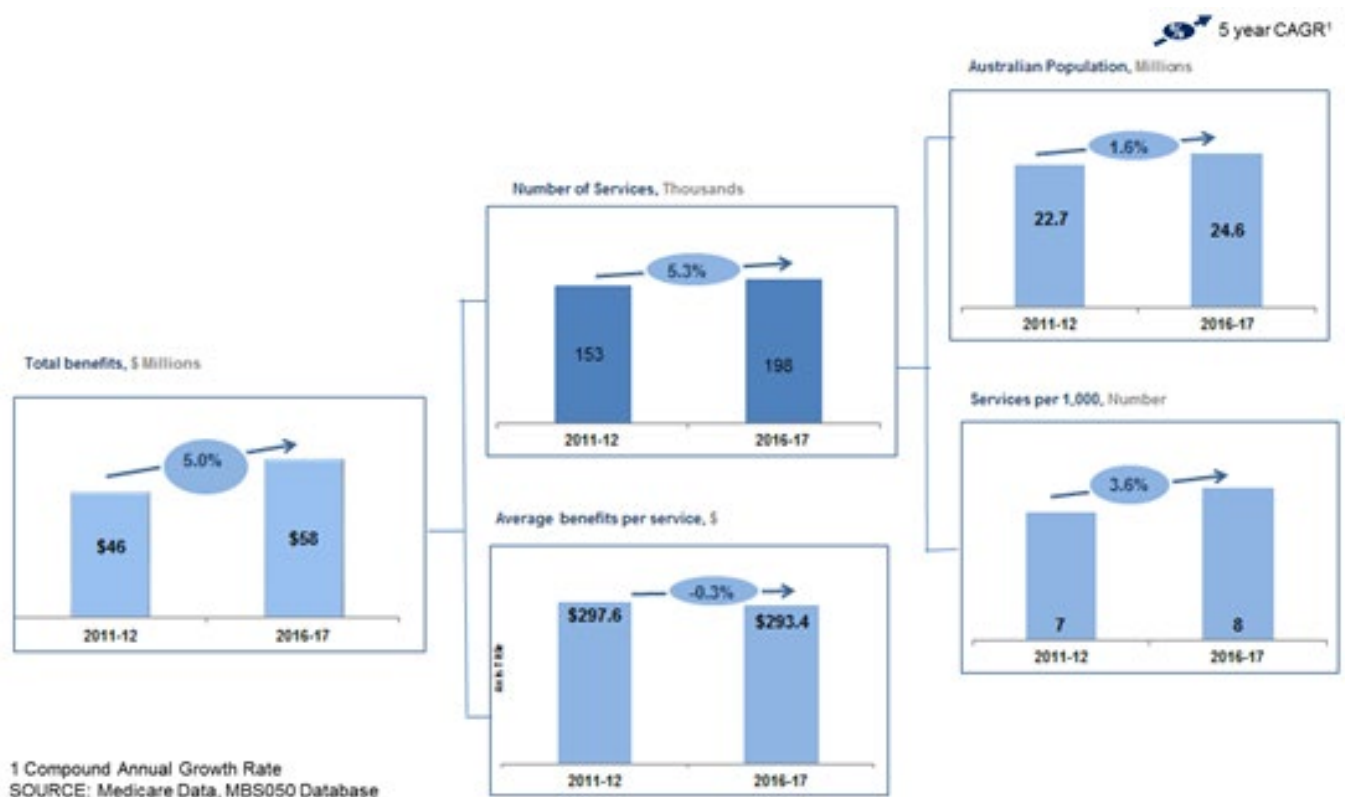 % 5 year CAGR¹
Australian Population, Millions
1.6%
22.7
24.6
2011-12
2016-17
Number of Services, Thousands
5.3%
153
198
2011-12
2016-17
Total benefits, $ Millions
5.0%
$46
$58
2011-12
2016-17
Services per 1,000, Number
3.6%
7
8
2011-12
2016-17
Average benefits per service, $
-0.3%
$297.6
$293.4
Axis Title
2011-12
2016-17
1 Compound Annual Growth Rate
SOURCE: Medicare Data, MBS050 Database